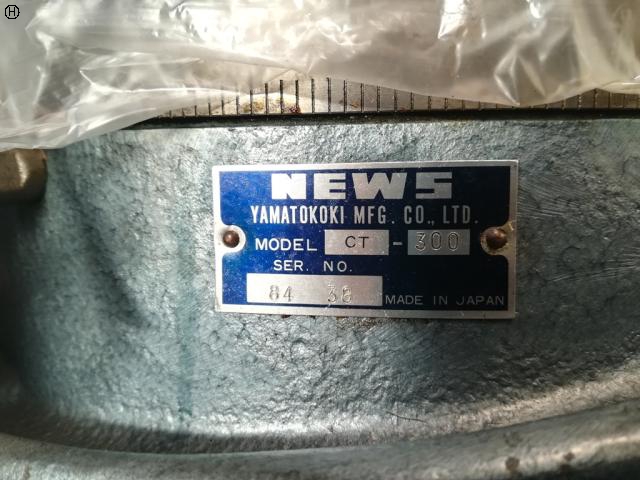 H
NEWS
YAMATOKOKI MFG. CO., LTD.
MODEL CT - 300
SER. NO.
84 38
MADE IN JAPAN